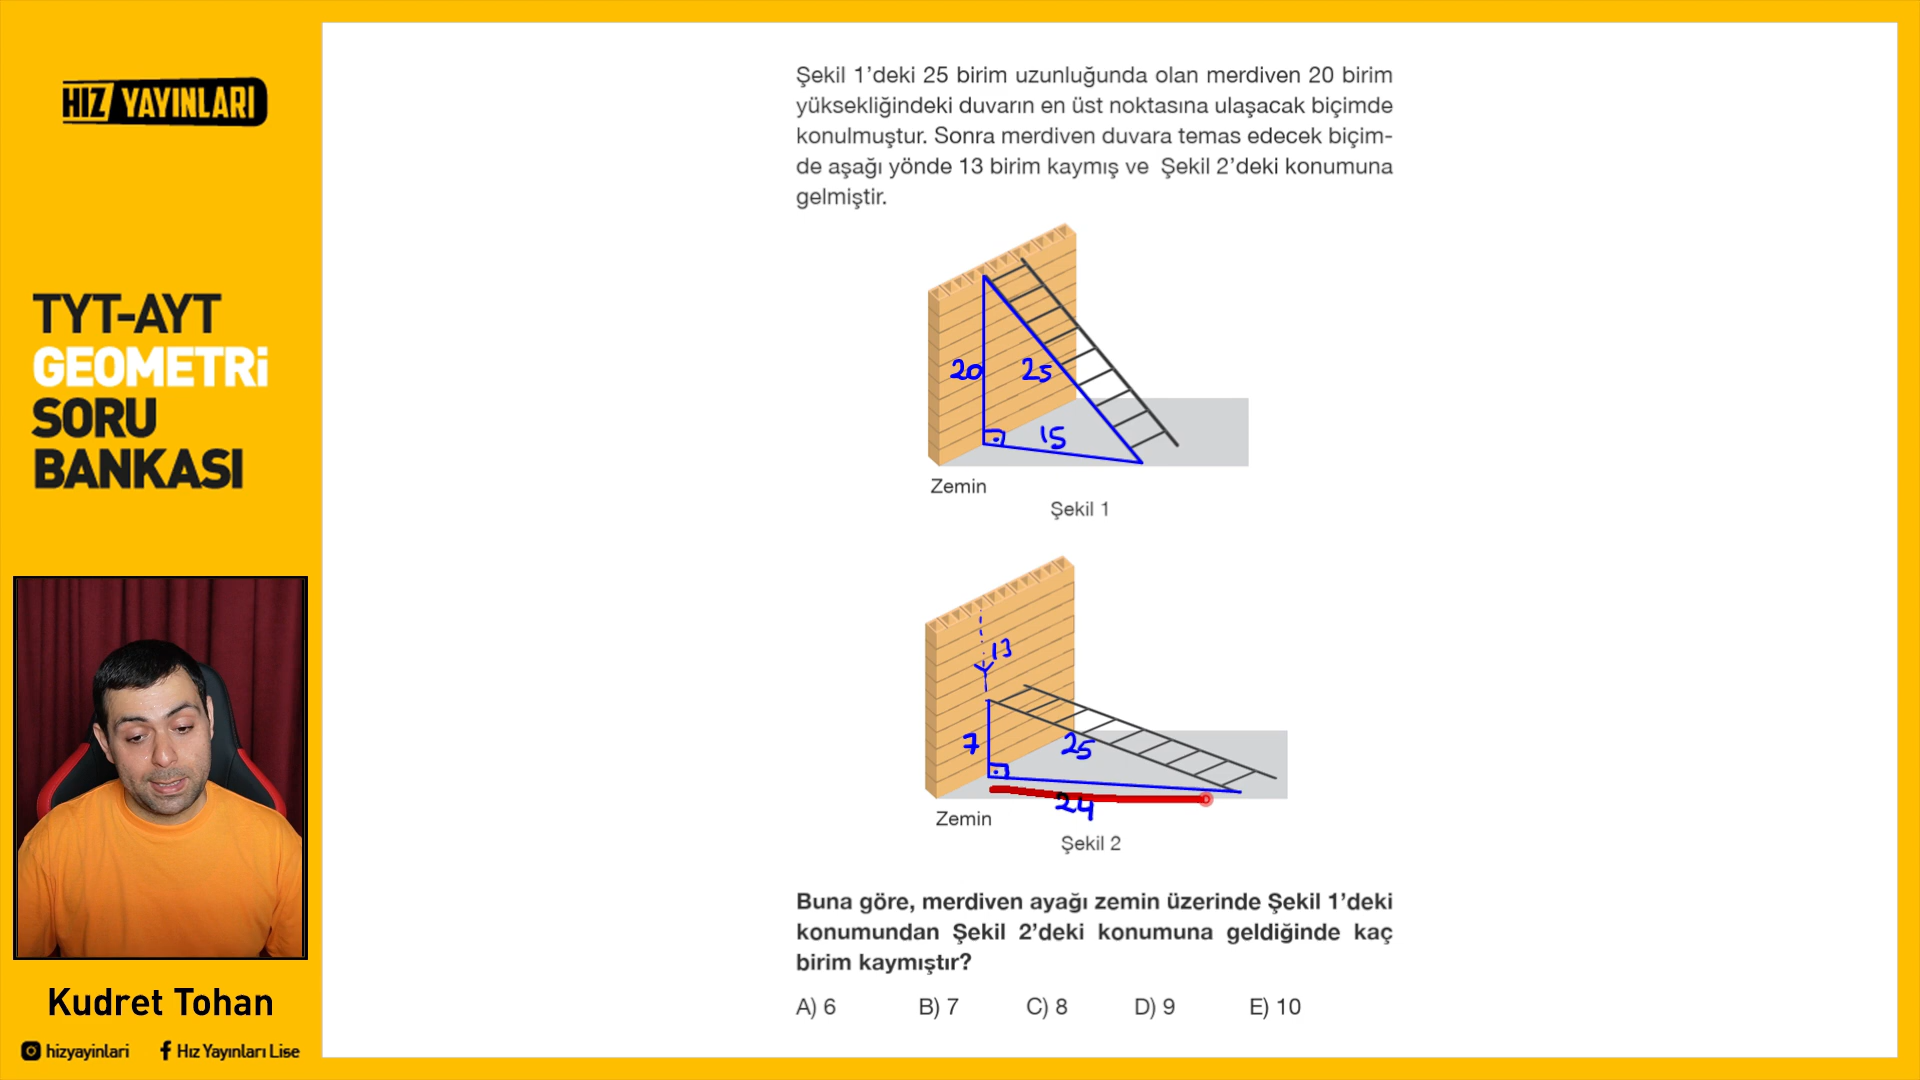 HIZ YAYINLARI
TYT-AYT
GEOMETRİ
SORU
BANKASI
Kudret Tohan
hizyayinlari
Hız Yayınları Lise
Şekil 1’deki 25 birim uzunluğunda olan merdiven 20 birim
yüksekliğindeki duvarın en üst noktasına ulaşacak biçimde
konulmuştur. Sonra merdiven duvara temas edecek biçim-
de aşağı yönde 13 birim kaymış ve Şekil 2’deki konumuna
gelmiştir.
20
25
15
Zemin
Şekil 1
13
7
25
24
Zemin
Şekil 2
Buna göre, merdiven ayağı zemin üzerinde Şekil 1’deki
konumundan Şekil 2’deki konumuna geldiğinde kaç
birim kaymıştır?
A) 6 B) 7 C) 8 D) 9 E) 10